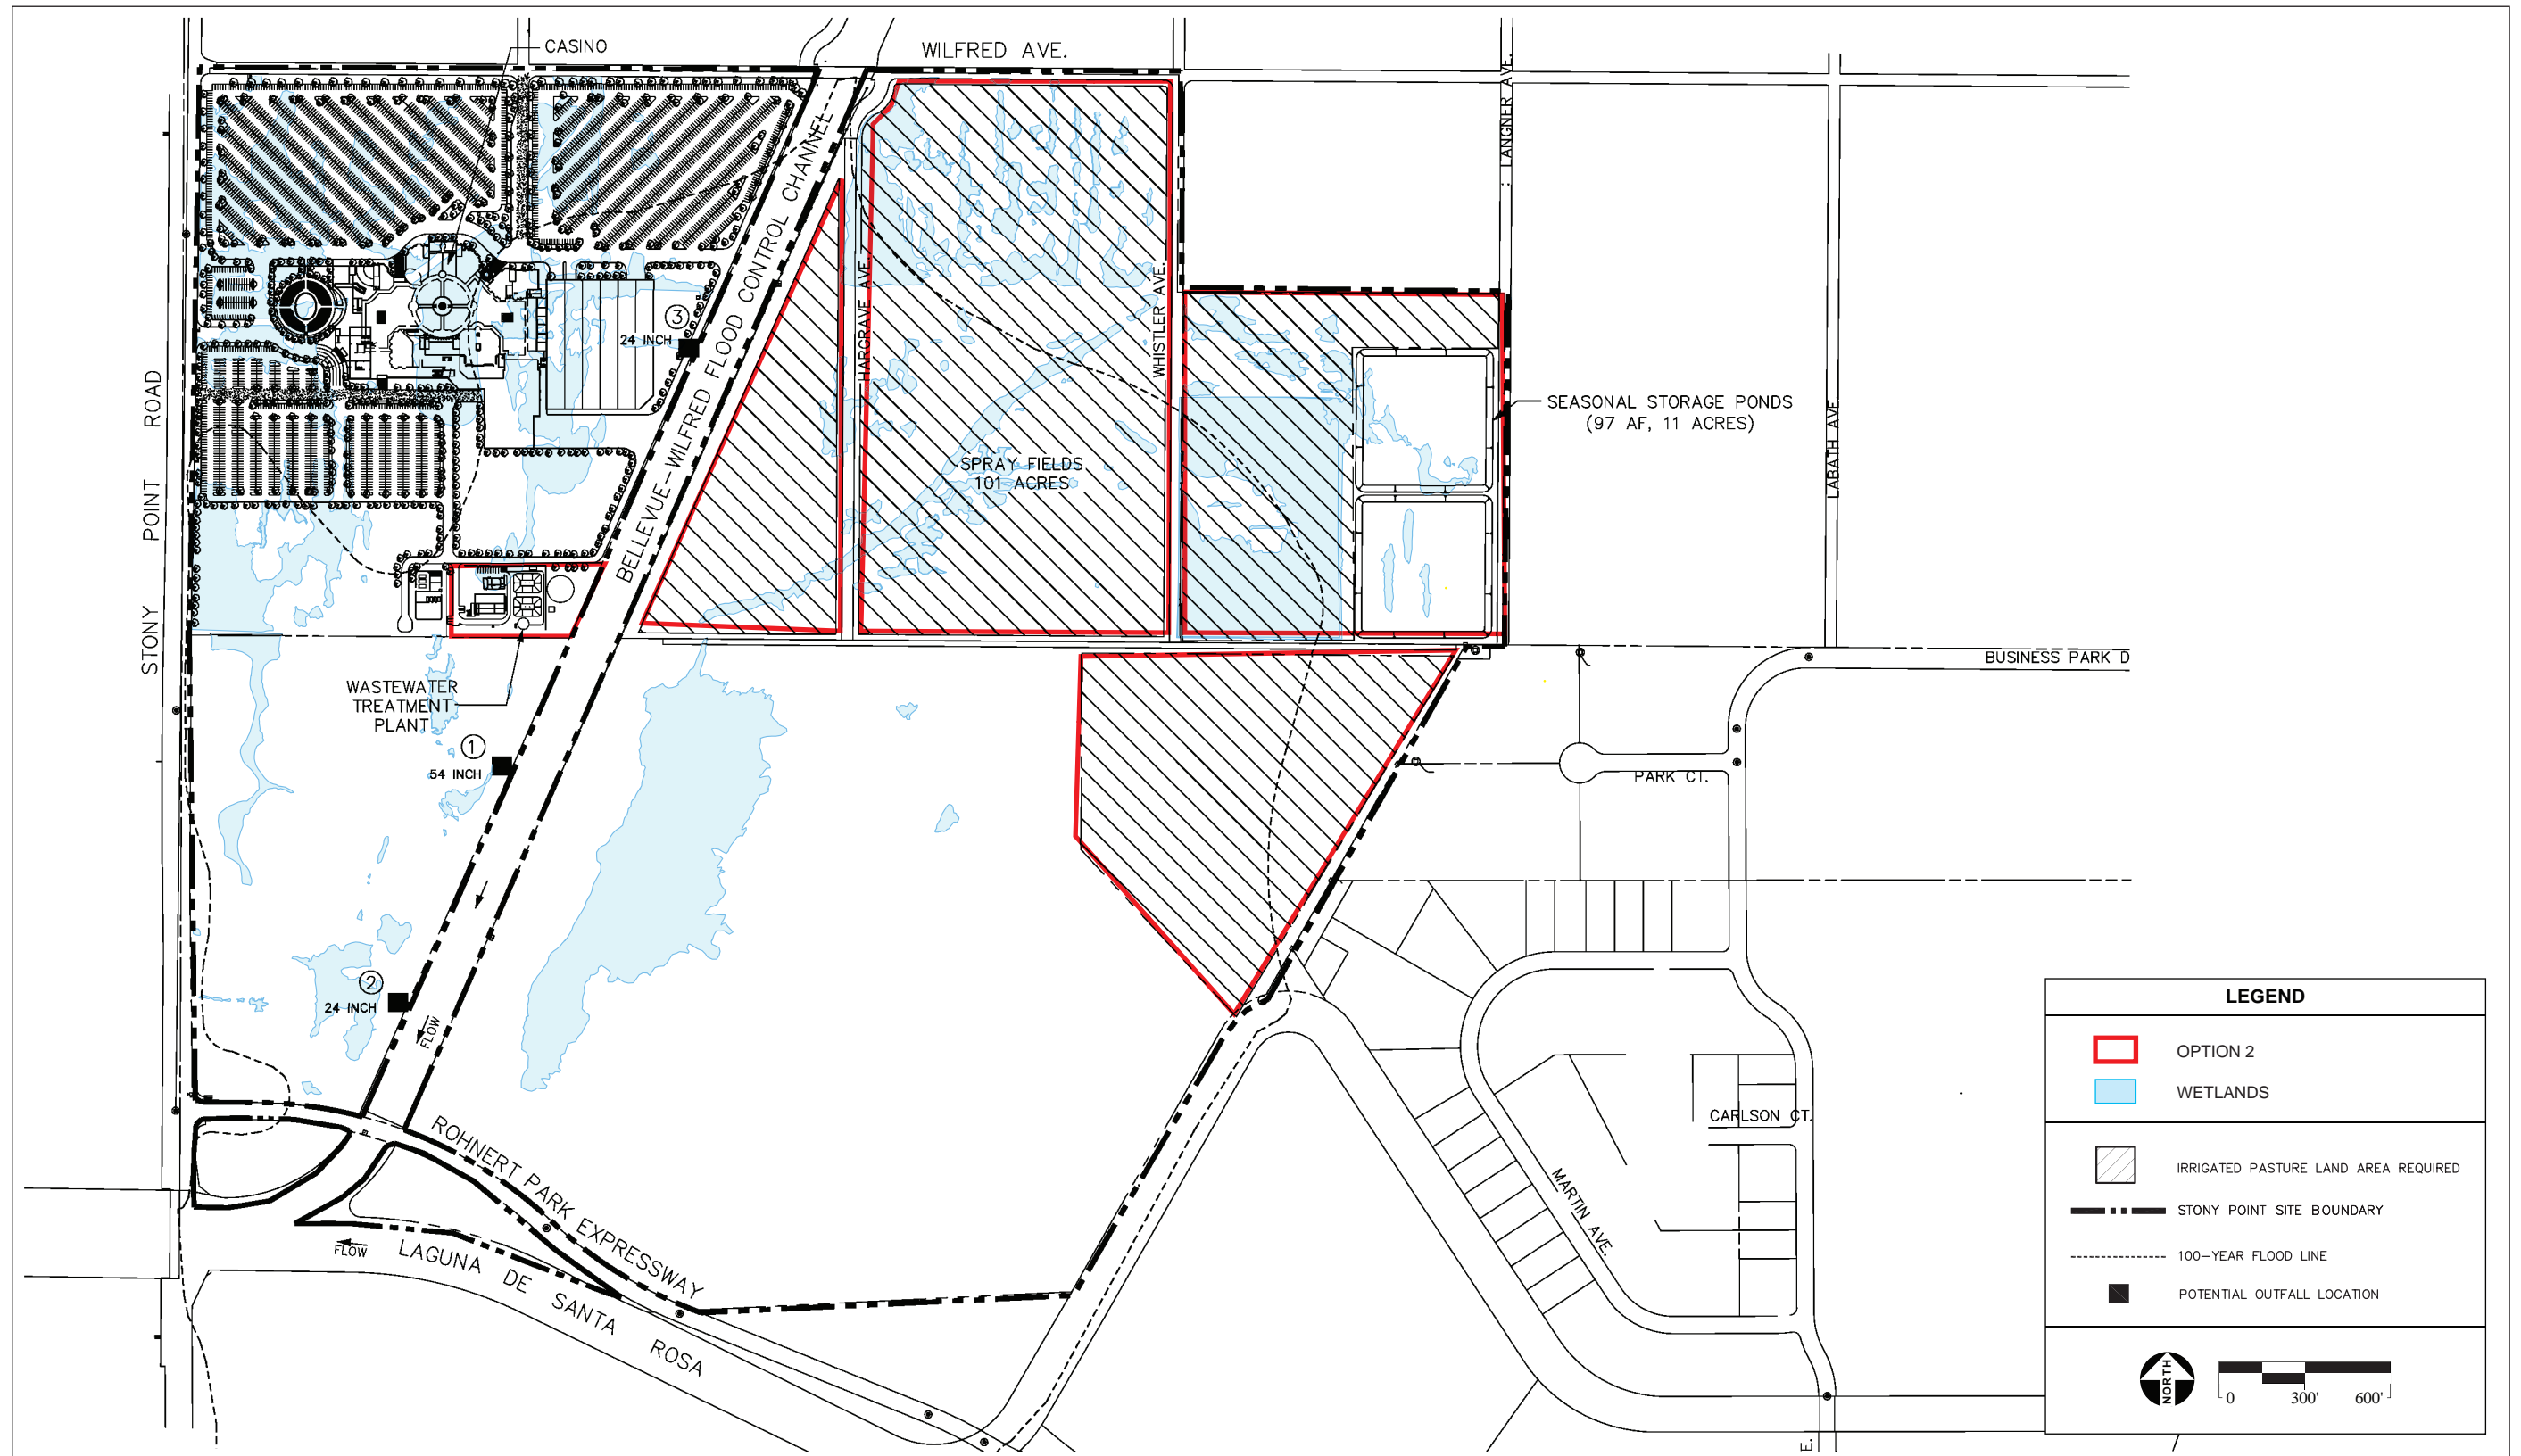 CASINO
WILFRED AVE.
LANGNER AVE.
BELLEVUE-WILFRED FLOOD CONTROL CHANNEL
HARGRAVE AVE.
WHISTLER AVE.
LABATH AVE.
STONY POINT ROAD
3
24 INCH
SEASONAL STORAGE PONDS
(97 AF, 11 ACRES)
SPRAY FIELDS
101 ACRES
WASTEWATER
TREATMENT
PLANT
1
54 INCH
2
24 INCH
FLOW
BUSINESS PARK D
PARK CT.
CARLSON CT.
MARTIN AVE.
ROHNERT PARK EXPRESSWAY
FLOW
LAGUNA DE SANTA ROSA
E.
LEGEND
OPTION 2
WETLANDS
IRRIGATED PASTURE LAND AREA REQUIRED
STONY POINT SITE BOUNDARY
100-YEAR FLOOD LINE
POTENTIAL OUTFALL LOCATION
NORTH
0 300' 600'